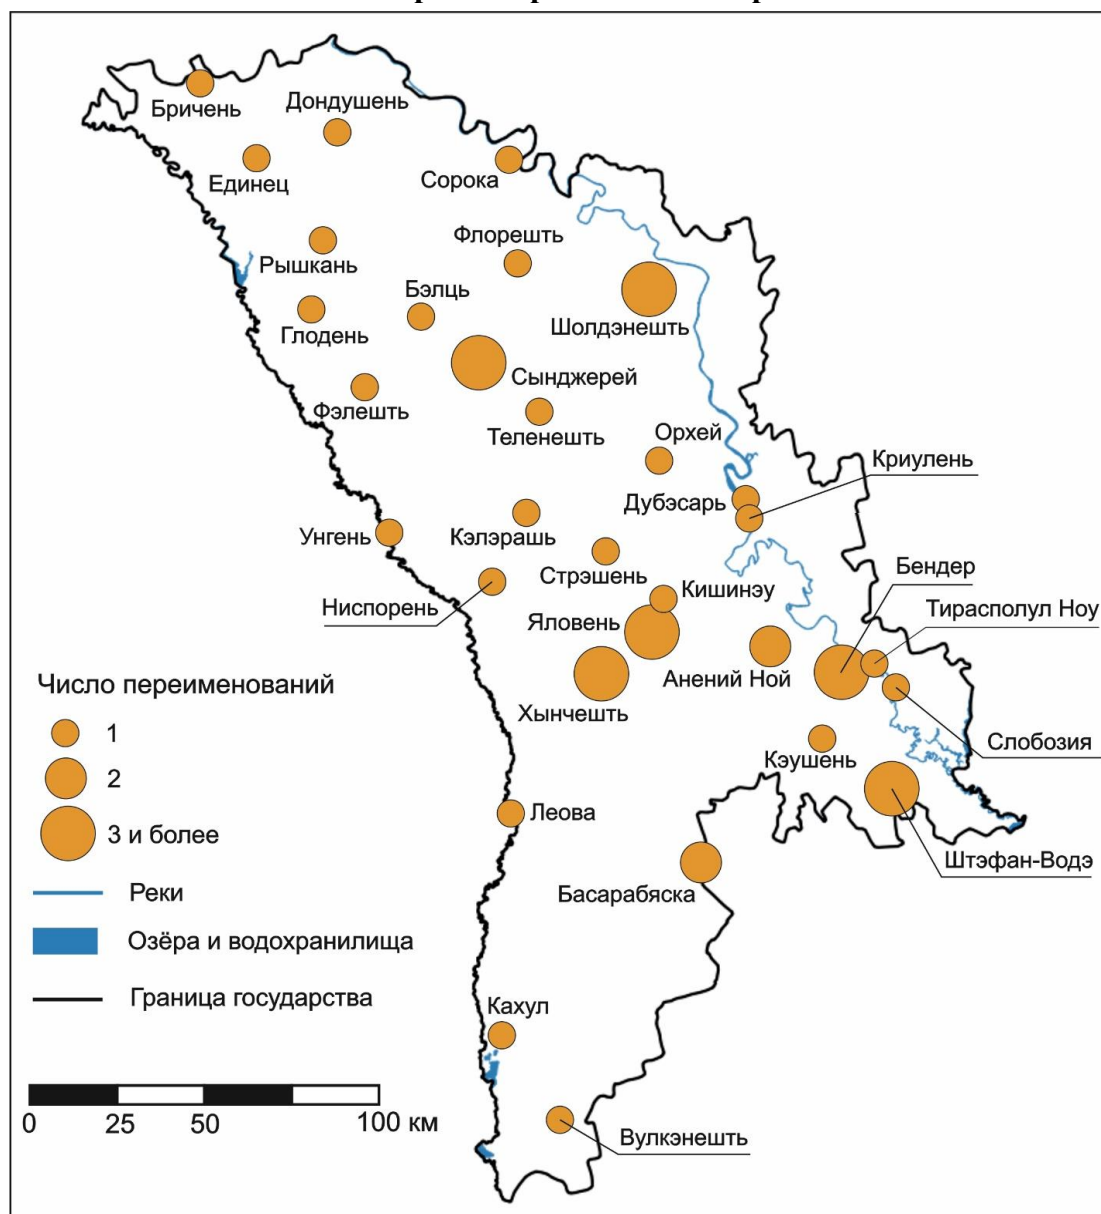 Бричень
Дондушень
Единец
Сорока
Флорешть
Рышкань
Бэлць
Шолдэнешть
Глодень
Сынджерей
Фэлешть
Теленешть
Орхей
Криулень
Дубэсарь
Унгень
Кэлэрашь
Стрэшень
Бендер
Ниспорень
Кишинэу
Тирасполул Ноу
Яловень
Анений Ной
Хынчешть
Слобозия
Кэушень
Леова
Штэфан-Водэ
Басарабяска
Кахул
Вулкэнешть
Число переименований
1
2
3 и более
Реки
Озёра и водохранилища
Граница государства
0 25 50 100 км